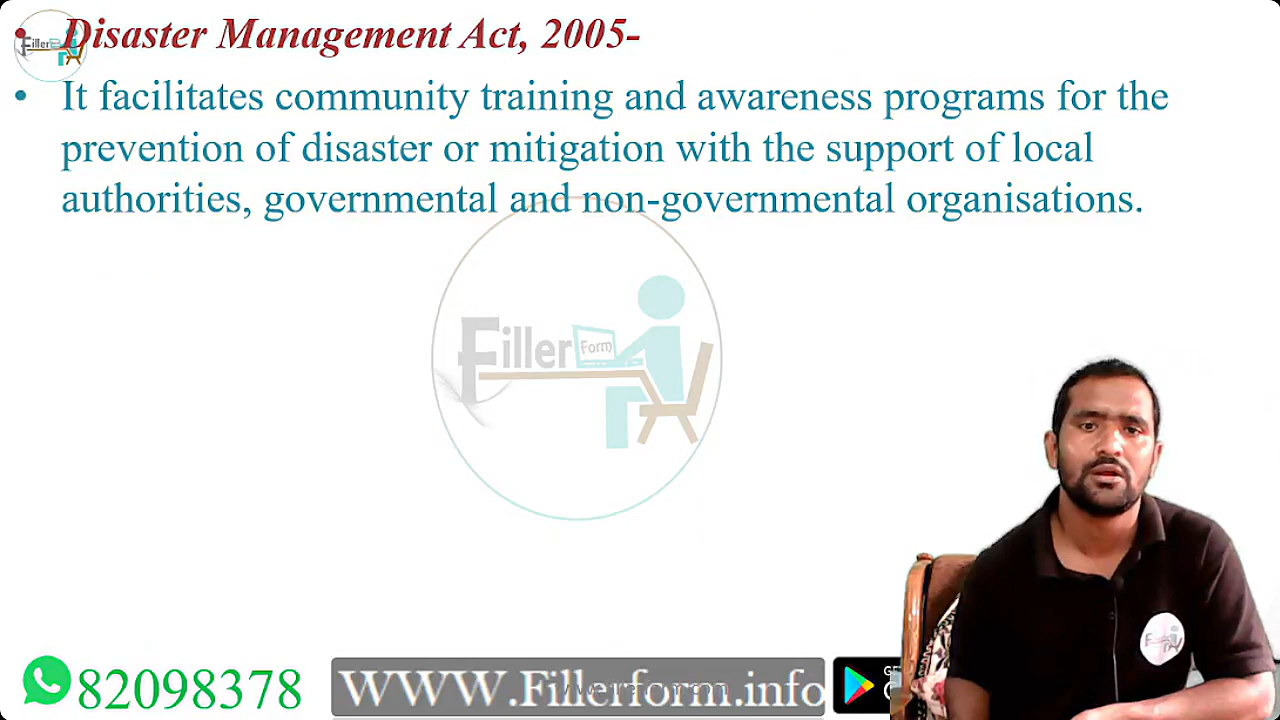 • Disaster Management Act, 2005-
• It facilitates community training and awareness programs for the
prevention of disaster or mitigation with the support of local
authorities, governmental and non-governmental organisations.
Filler
Form
82098378
WWW.Fillerform.info
GET